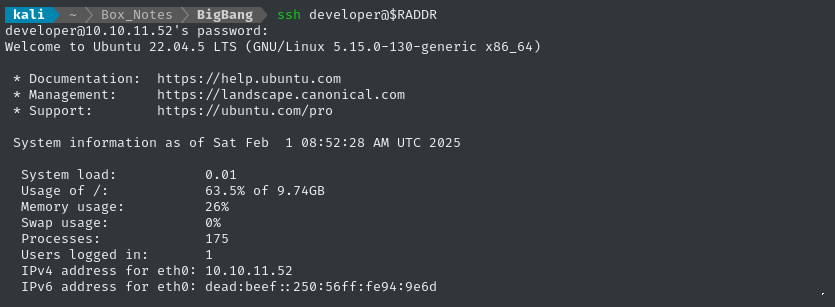 kali ~ Box_Notes BigBang ssh developer@$RADDR
developer@10.10.11.52's password:
Welcome to Ubuntu 22.04.5 LTS (GNU/Linux 5.15.0-130-generic x86_64)
* Documentation: https://help.ubuntu.com
* Management: https://landscape.canonical.com
* Support: https://ubuntu.com/pro
System information as of Sat Feb 1 08:52:28 AM UTC 2025
System load: 0.01
Usage of /: 63.5% of 9.74GB
Memory usage: 26%
Swap usage: 0%
Processes: 175
Users logged in: 1
IPv4 address for eth0: 10.10.11.52
IPv6 address for eth0: dead:beef::250:56ff:fe94:9e6d